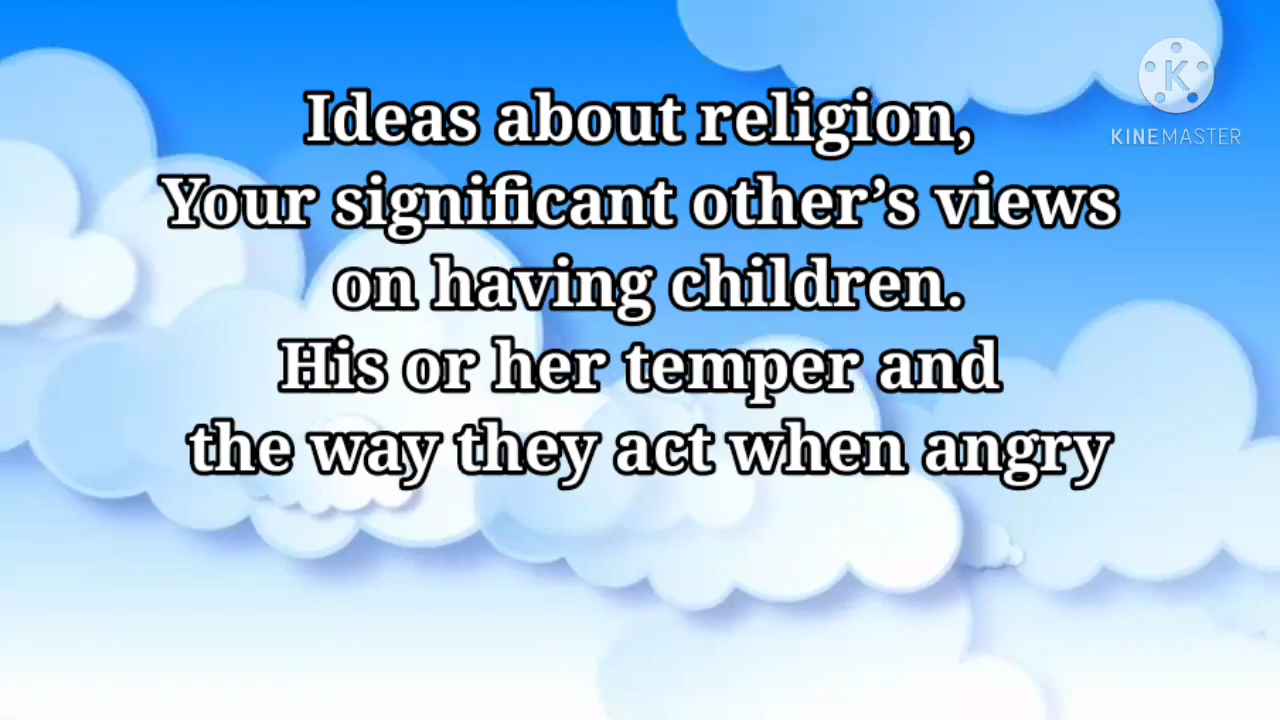 Ideas about religion,
Your significant other’s views
on having children.
His or her temper and
the way they act when angry
K
KINEMASTER